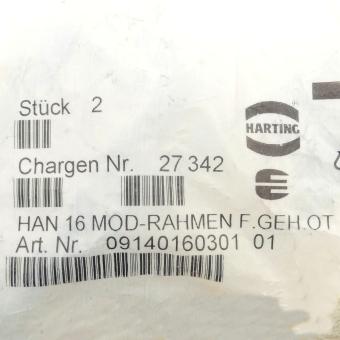 Stück 2
HARTING
Chargen Nr. 27 342
HAN 16 MOD-RAHMEN F.GEH.OT
Art. Nr. 09140160301 01